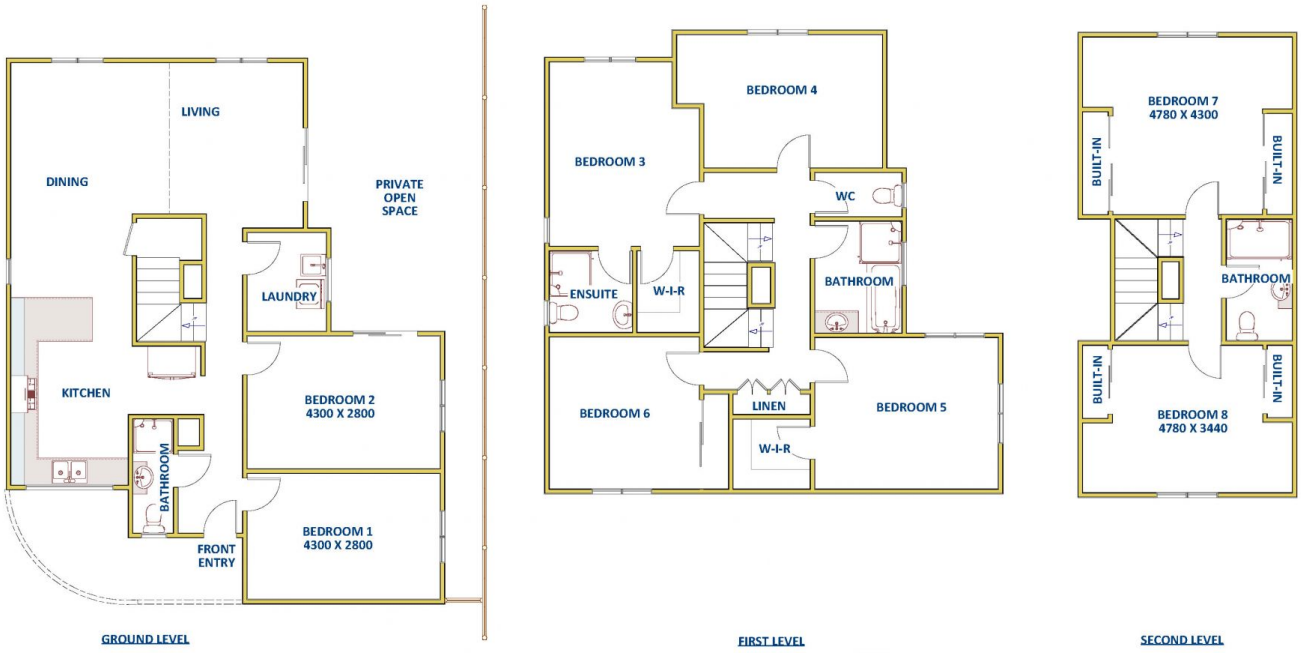 LIVING
DINING
PRIVATE
OPEN
SPACE
LAUNDRY
KITCHEN
BEDROOM 2
4300 X 2800
BATHROOM
BEDROOM 1
4300 X 2800
FRONT
ENTRY
GROUND LEVEL
BEDROOM 4
BEDROOM 3
WC
ENSUITE
W-I-R
BATHROOM
BEDROOM 6
LINEN
BEDROOM 5
W-I-R
FIRST LEVEL
BEDROOM 7
4780 X 4300
BUILT-IN
BUILT-IN
BATHROOM
BUILT-IN
BUILT-IN
BEDROOM 8
4780 X 3440
SECOND LEVEL